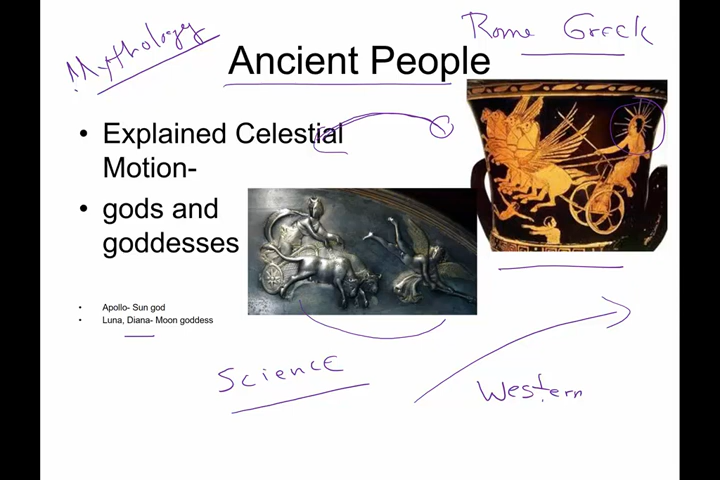 Rome Greek
Mythology
Ancient People
• Explained Celestial
Motion-
• gods and
goddesses
• Apollo- Sun god
• Luna, Diana- Moon goddess
Science
Western